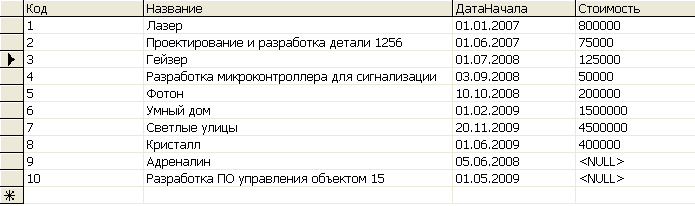 Код Название ДатаНачала Стоимость
1 Лазер 01.01.2007 800000
2 Проектирование и разработка детали 1256 01.06.2007 75000
3 Гейзер 01.07.2008 125000
4 Разработка микроконтроллера для сигнализации 03.09.2008 50000
5 Фотон 10.10.2008 200000
6 Умный дом 01.02.2009 1500000
7 Светлые улицы 20.11.2009 4500000
8 Кристалл 01.06.2009 400000
9 Адреналин 05.06.2008 <NULL>
10 Разработка ПО управления объектом 15 01.05.2009 <NULL>